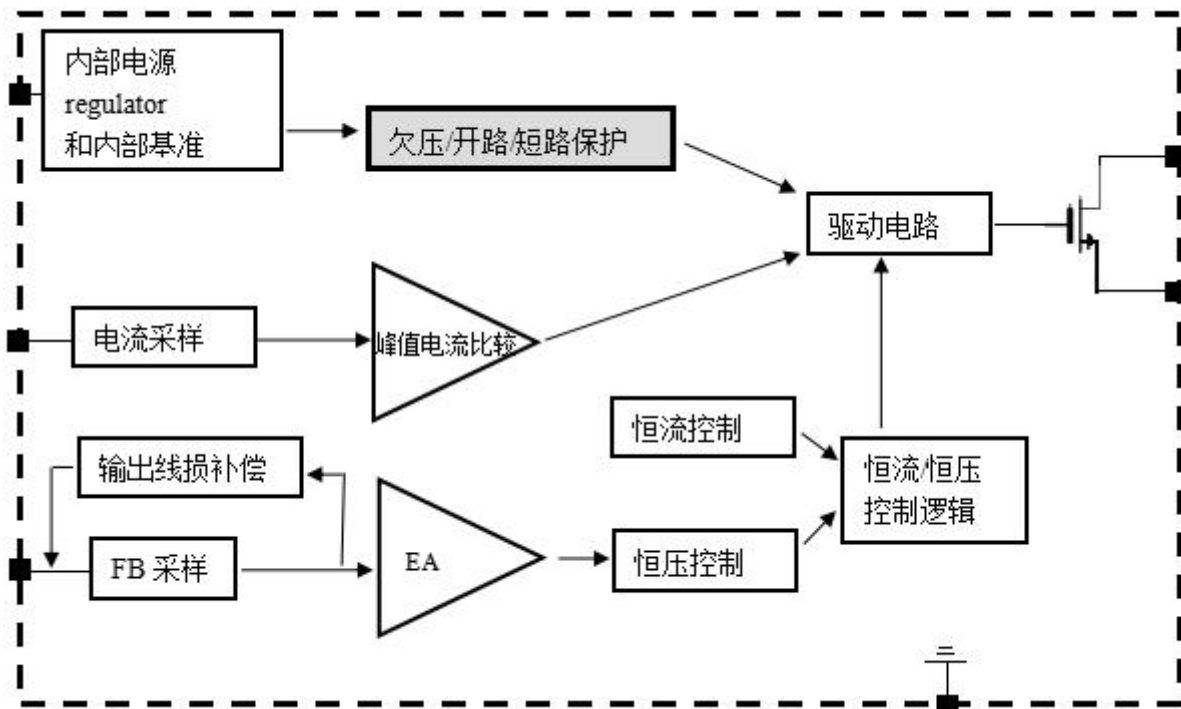 内部电源
regulator
和内部基准
欠压/开路/短路保护
驱动电路
电流采样
峰值电流比较
恒流控制
输出线损补偿
恒流/恒压
控制逻辑
FB 采样
EA
恒压控制